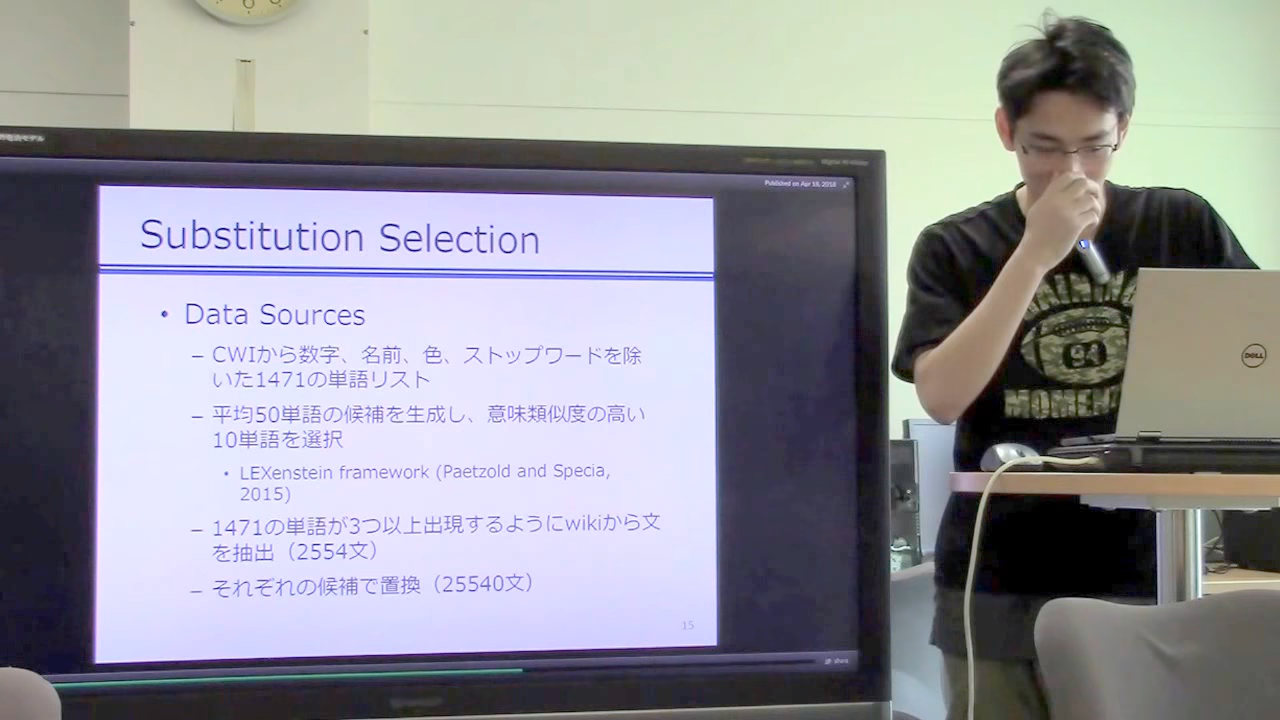 Published on Apr 18, 2018
Substitution Selection
• Data Sources
– CWIから数字、名前、色、ストップワードを除
いた1471の単語リスト
– 平均50単語の候補を生成し、意味類似度の高い
10単語を選択
• LEXenstein framework (Paetzold and Specia,
2015)
– 1471の単語が3つ以上出現するようにwikiから文
を抽出（2554文）
– それぞれの候補で置換（25540文）
15
share
DELL